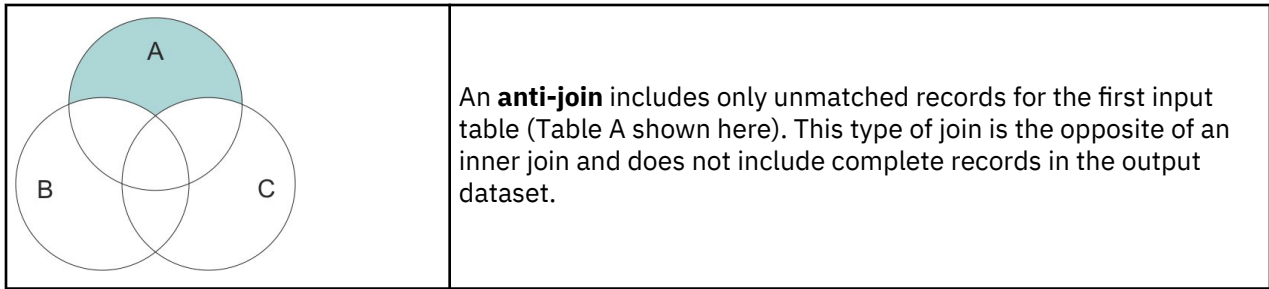 A
B
C
An anti-join includes only unmatched records for the first input
table (Table A shown here). This type of join is the opposite of an
inner join and does not include complete records in the output
dataset.